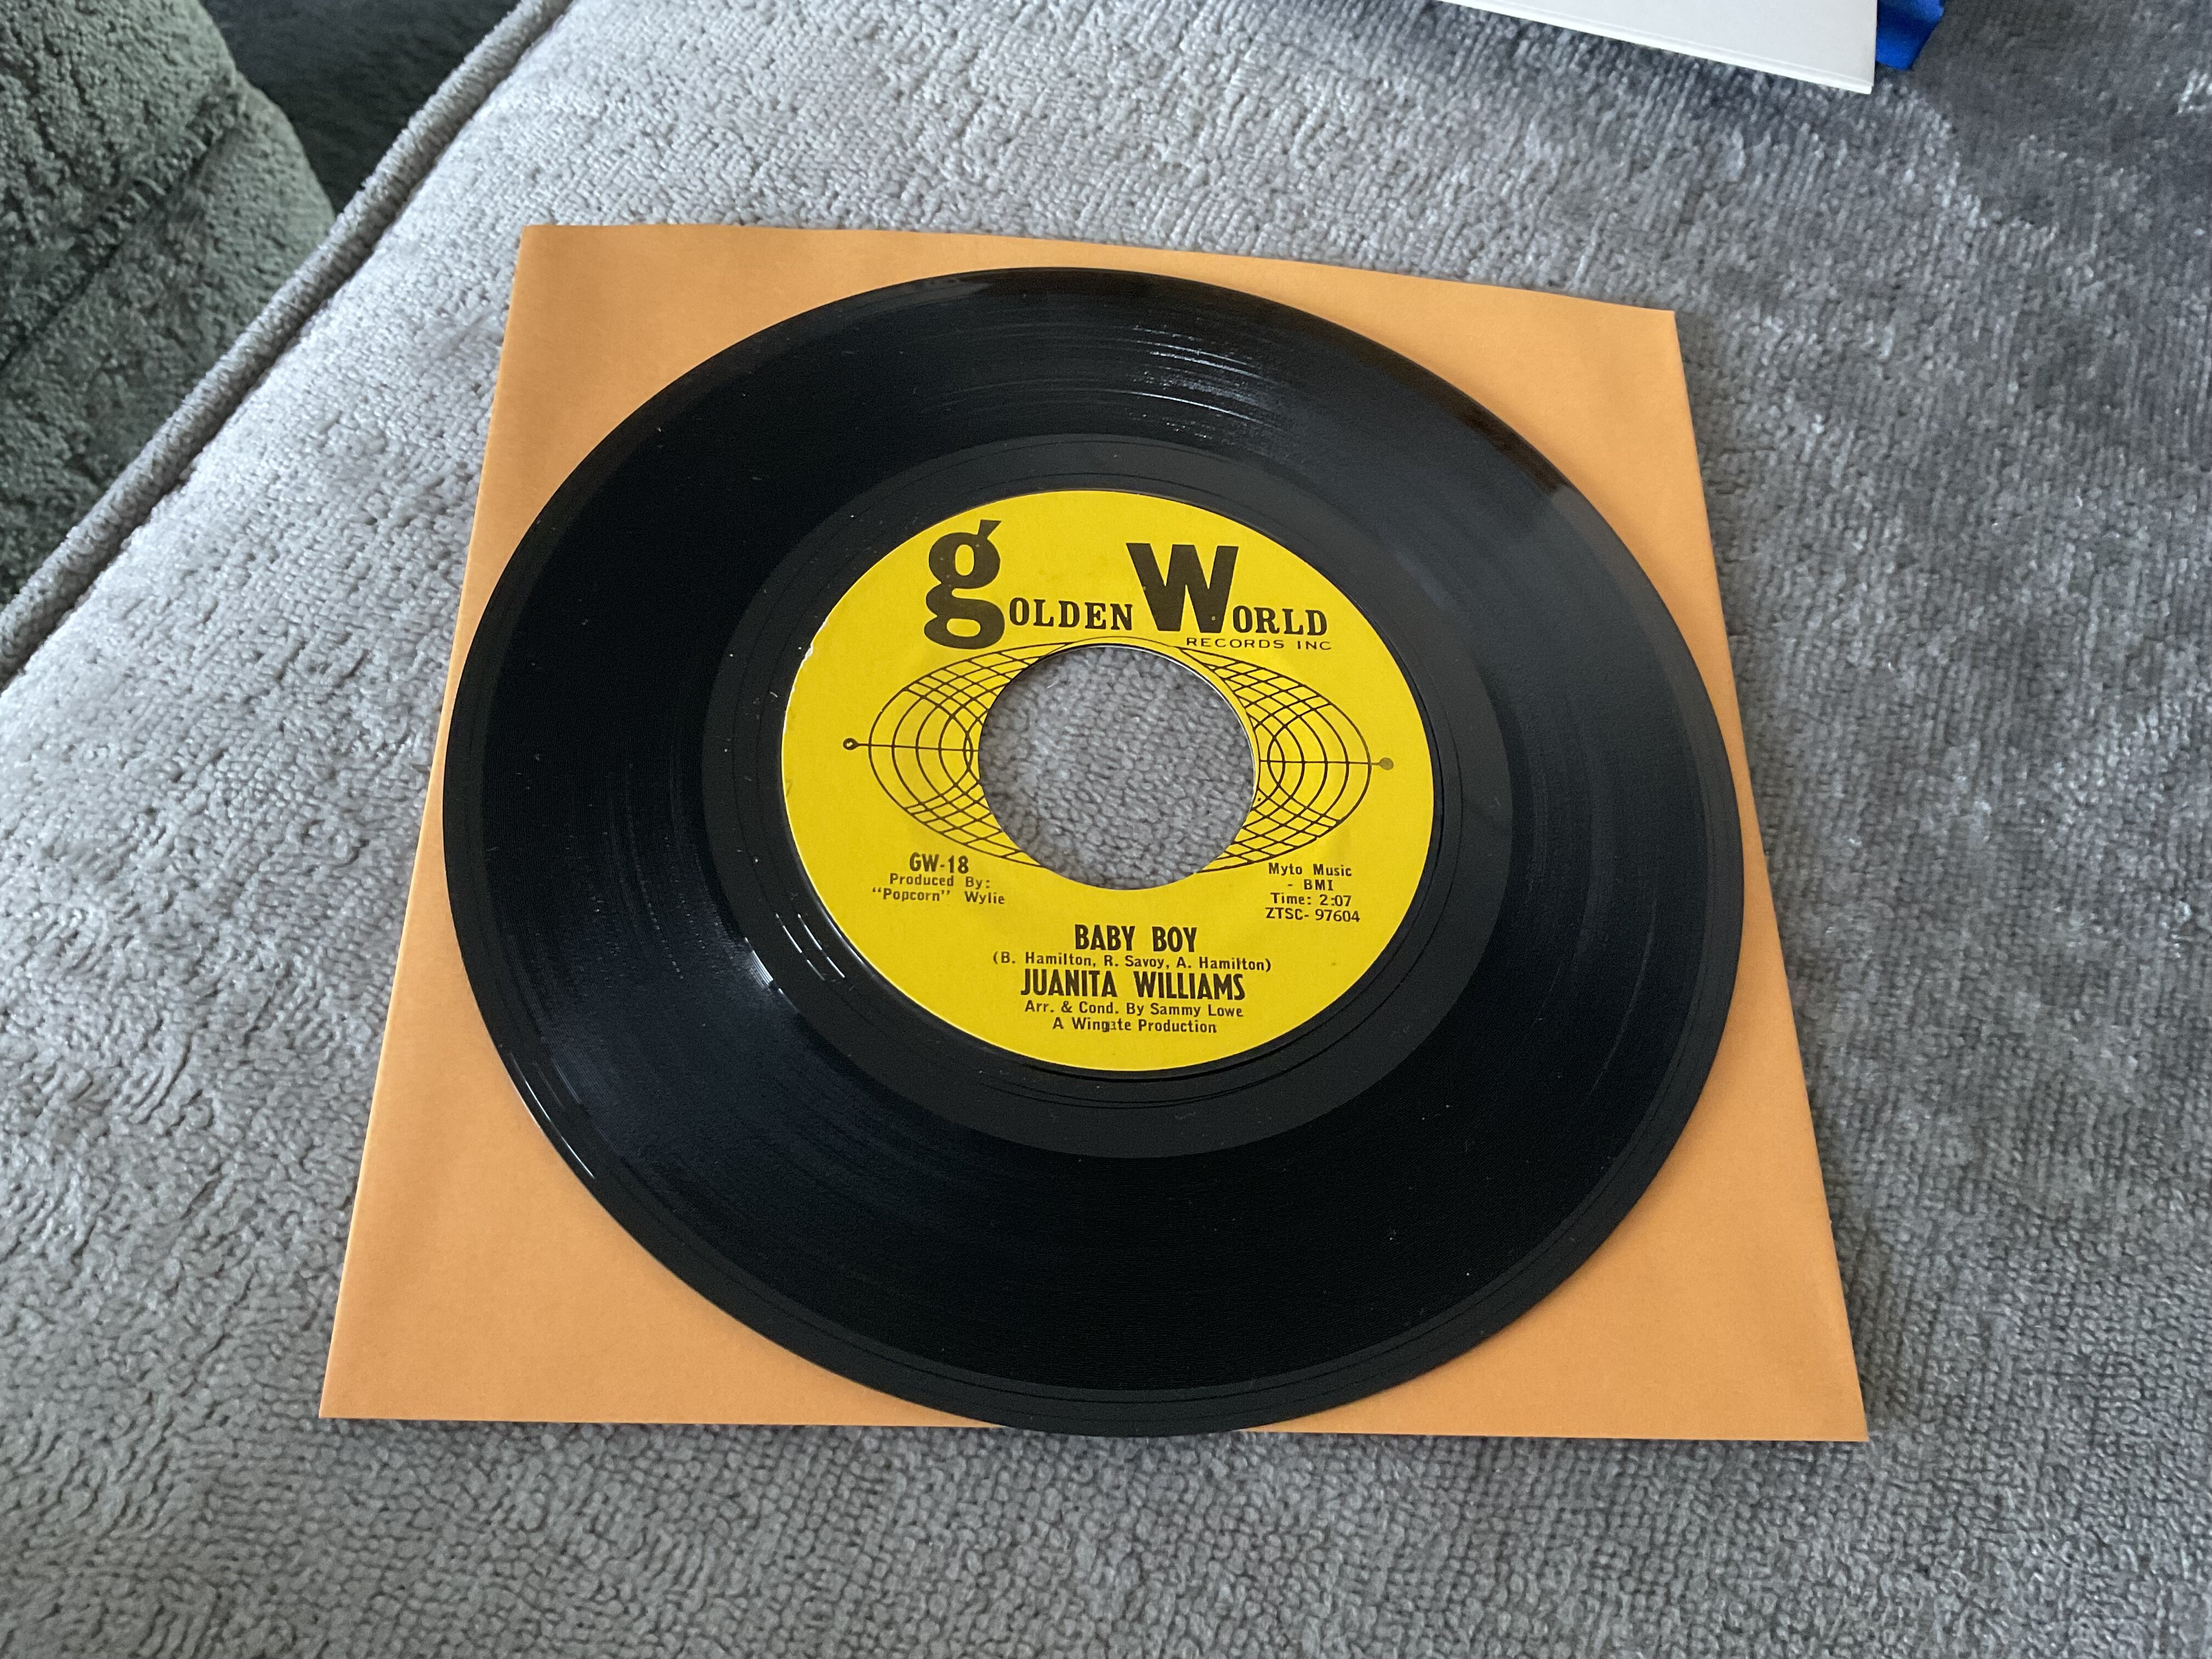 gOLDEN WORLD
RECORDS INC
GW-18
Produced By:
"Popcorn" Wylie
Myto Music
- BMI
Time: 2:07
ZTSC- 97604
BABY BOY
(B. Hamilton, R. Savoy, A. Hamilton)
JUANITA WILLIAMS
Arr. & Cond. By Sammy Lowe
A Wingate Production